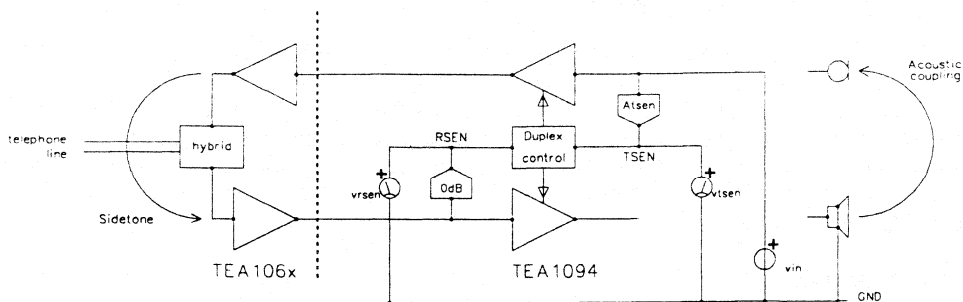 Acoustic
coupling
Atsen
telephone
line
hybrid
RSEN
Duplex
control
TSEN
+
vrsen
0dB
+
vtsen
Sidetone
+
vin
TEA106x
TEA1094
GND